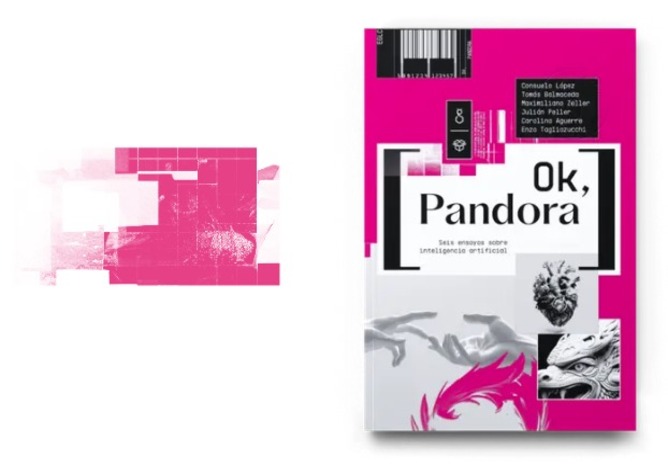 Consuelo López
Tomás Balmaceda
Maximiliano Zeller
Julián Peller
Carolina Aguerre
Enzo Tagliazucchi
Ok,
Pandora
Seis ensayos sobre
inteligencia artificial